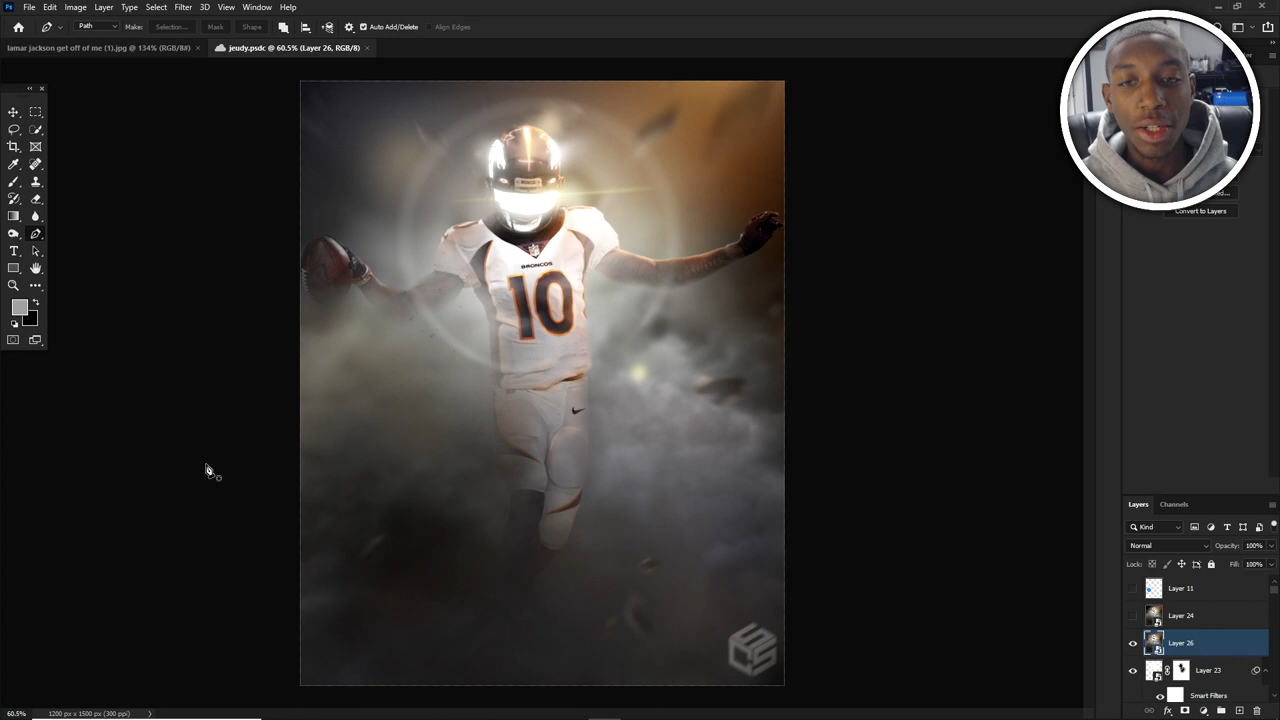 Ps File Edit Image Layer Type Select Filter 3D View Window Help
Path Make: Selection... Mask Shape Auto Add/Delete Align Edges
lamar jackson get off of me (1).jpg @ 134% (RGB/8#) × jeudy.psdc @ 60.5% (Layer 26, RGB/8) ×
Convert to Layers
BRONCOS
10
Layers Channels
Kind
Normal Opacity: 100%
Lock: Fill: 100%
Layer 11
Layer 24
Layer 26
Layer 23
Smart Filters
fx
60.5% 1200 px x 1500 px (300 ppi)